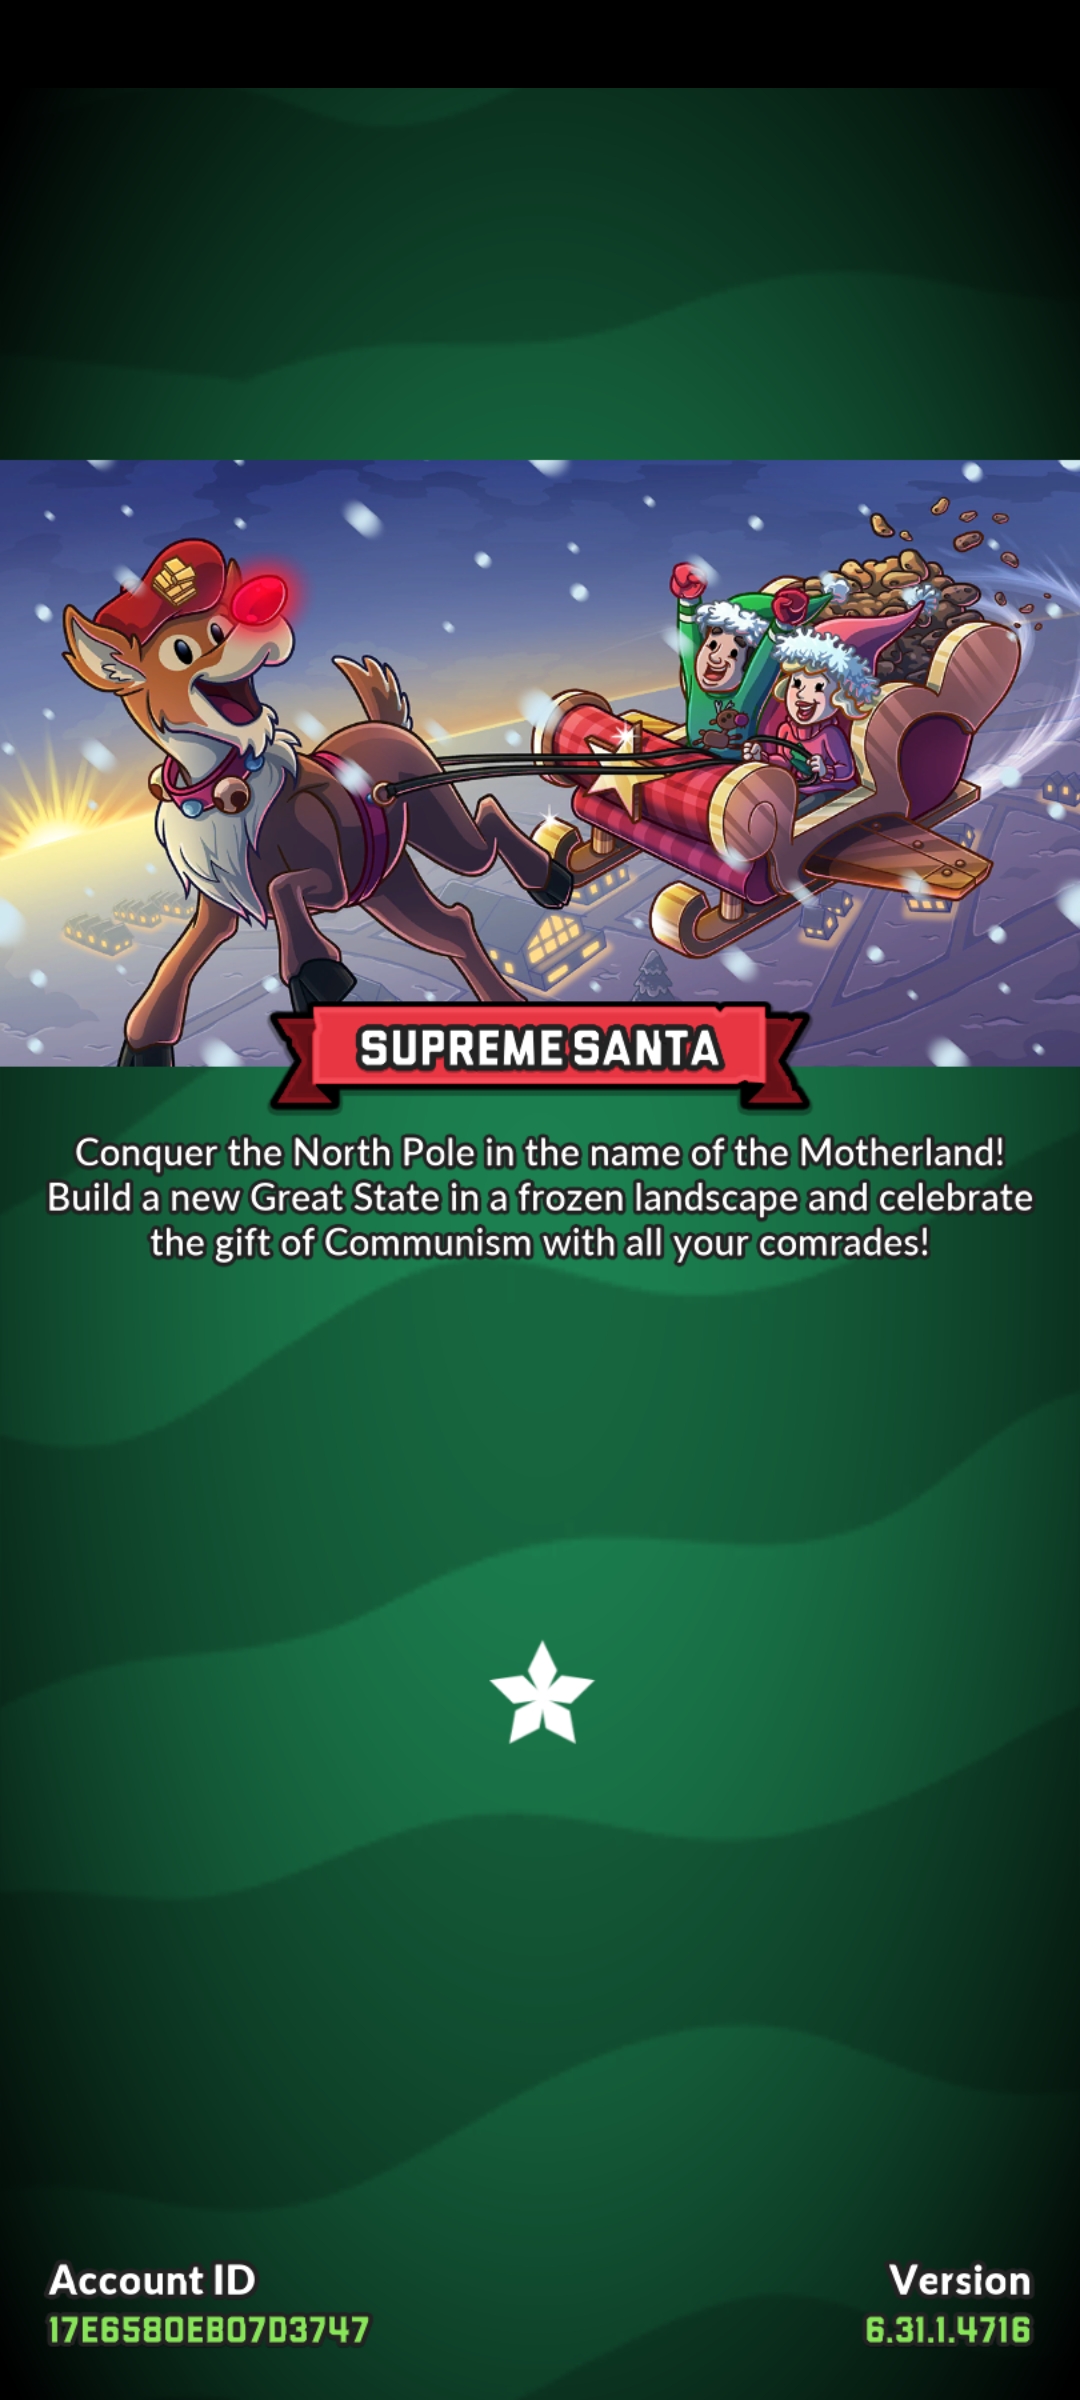 SUPREME SANTA
Conquer the North Pole in the name of the Motherland!
Build a new Great State in a frozen landscape and celebrate
the gift of Communism with all your comrades!
Account ID
17E6580EB07D3747
Version
6.31.1.4716